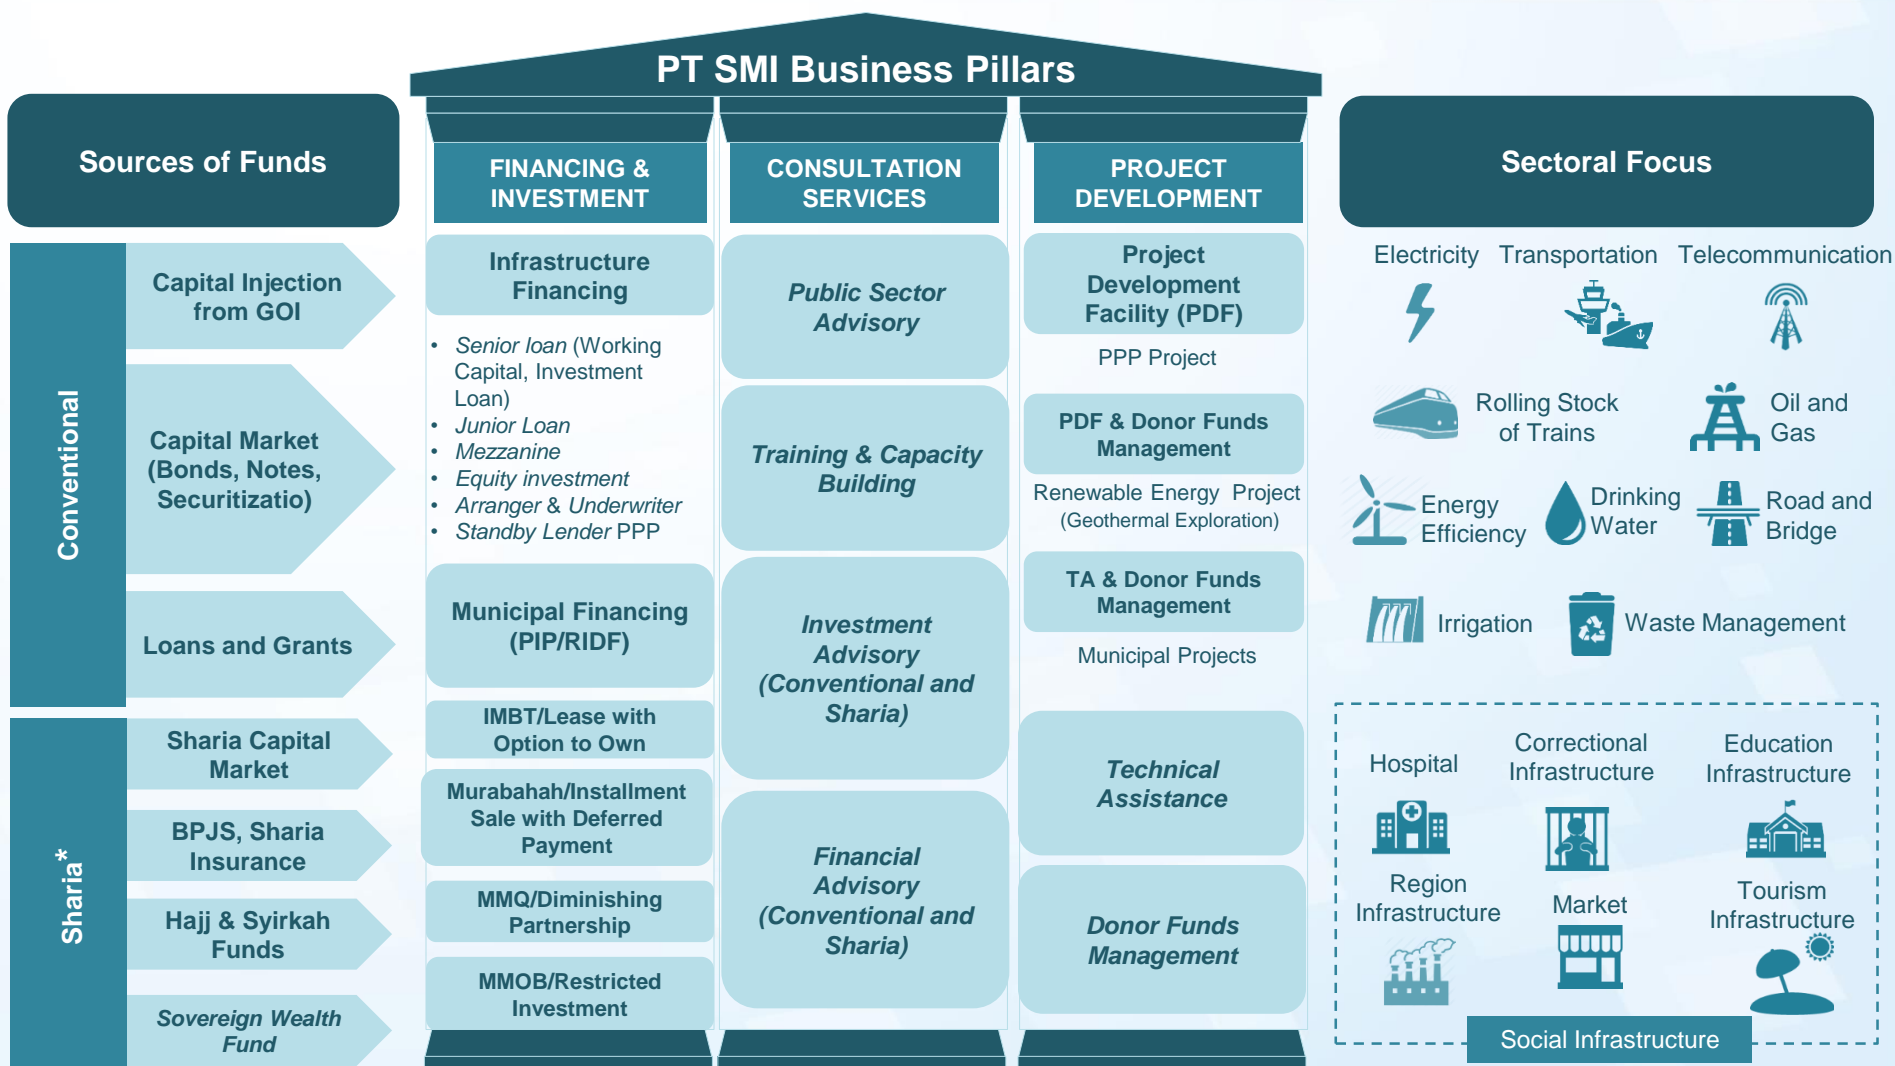 PT SMI Business Pillars
Sources of Funds
Conventional
Capital Injection
from GOI
Capital Market
(Bonds, Notes,
Securitizatio)
Loans and Grants
Sharia*
Sharia Capital
Market
BPJS, Sharia
Insurance
Hajj & Syirkah
Funds
Sovereign Wealth
Fund
FINANCING &
INVESTMENT
Infrastructure
Financing
• Senior loan (Working
Capital, Investment
Loan)
• Junior Loan
• Mezzanine
• Equity investment
• Arranger & Underwriter
• Standby Lender PPP
Municipal Financing
(PIP/RIDF)
IMBT/Lease with
Option to Own
Murabahah/Installment
Sale with Deferred
Payment
MMQ/Diminishing
Partnership
MMOB/Restricted
Investment
CONSULTATION
SERVICES
Public Sector
Advisory
Training & Capacity
Building
Investment
Advisory
(Conventional and
Sharia)
Financial
Advisory
(Conventional and
Sharia)
PROJECT
DEVELOPMENT
Project
Development
Facility (PDF)
PPP Project
PDF & Donor Funds
Management
Renewable Energy Project
(Geothermal Exploration)
TA & Donor Funds
Management
Municipal Projects
Technical
Assistance
Donor Funds
Management
Sectoral Focus
Electricity
Transportation
Telecommunication
Rolling Stock
of Trains
Oil and
Gas
Energy
Efficiency
Drinking
Water
Road and
Bridge
Irrigation
Waste Management
Hospital
Correctional
Infrastructure
Education
Infrastructure
Region
Infrastructure
Market
Tourism
Infrastructure
Social Infrastructure